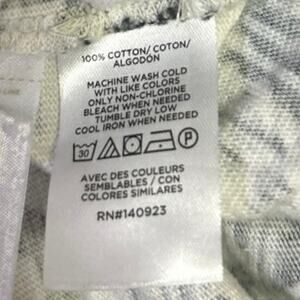 100% COTTON/ COTON/
ALGODÓN
MACHINE WASH COLD
WITH LIKE COLORS
ONLY NON-CHLORINE
BLEACH WHEN NEEDED
TUMBLE DRY LOW
COOL IRON WHEN NEEDED
30 P
AVEC DES COULEURS
SEMBLABLES / CON
COLORES SIMILARES
RN#140923